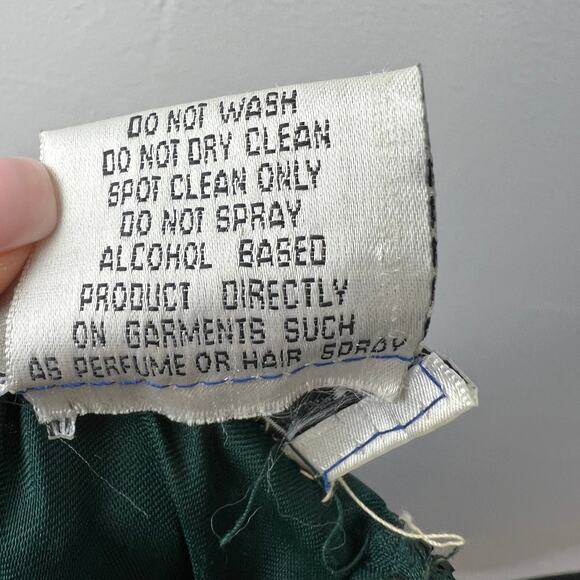 DO NOT WASH
DO NOT DRY CLEAN
SPOT CLEAN ONLY
DO NOT SPRAY
ALCOHOL BASED
PRODUCT DIRECTLY
ON GARMENTS SUCH
AS PERFUME OR HAIR SPRAY